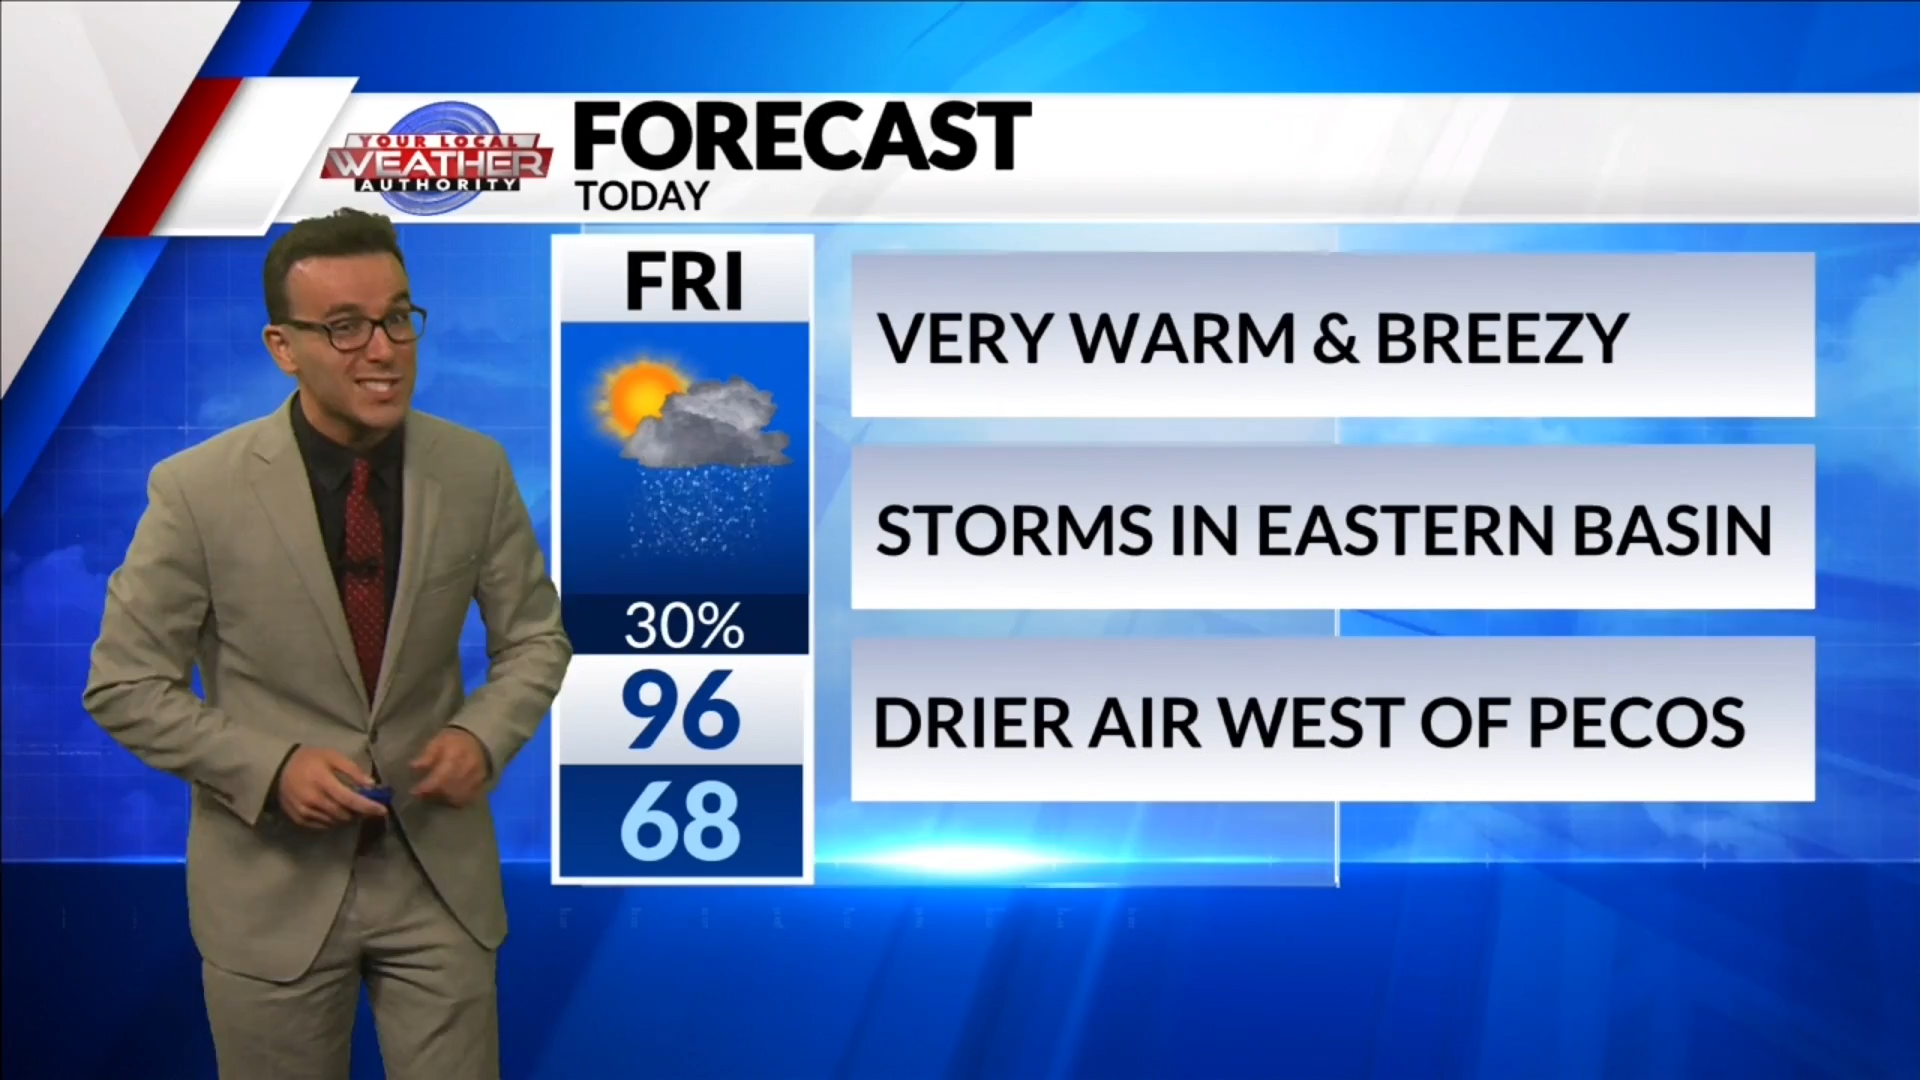 YOUR LOCAL
WEATHER
AUTHORITY
FORECAST
TODAY
FRI
30%
96
68
VERY WARM & BREEZY
STORMS IN EASTERN BASIN
DRIER AIR WEST OF PECOS